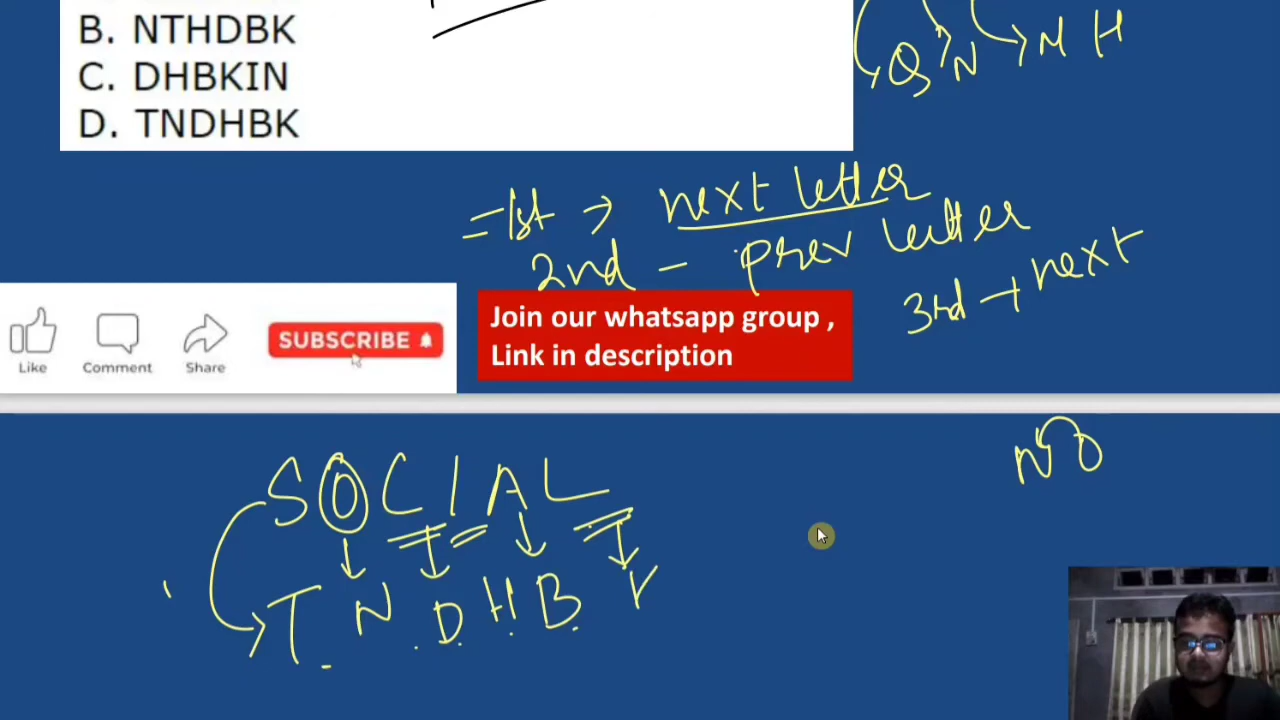 B. NTHDBK
C. DHBKIN
D. TNDHBK
Q N M H
=1st → next letter
2nd - prev letter
3rd → next
Like
Comment
Share
SUBSCRIBE
Join our whatsapp group ,
Link in description
NO
SOCIAL
T N D H B